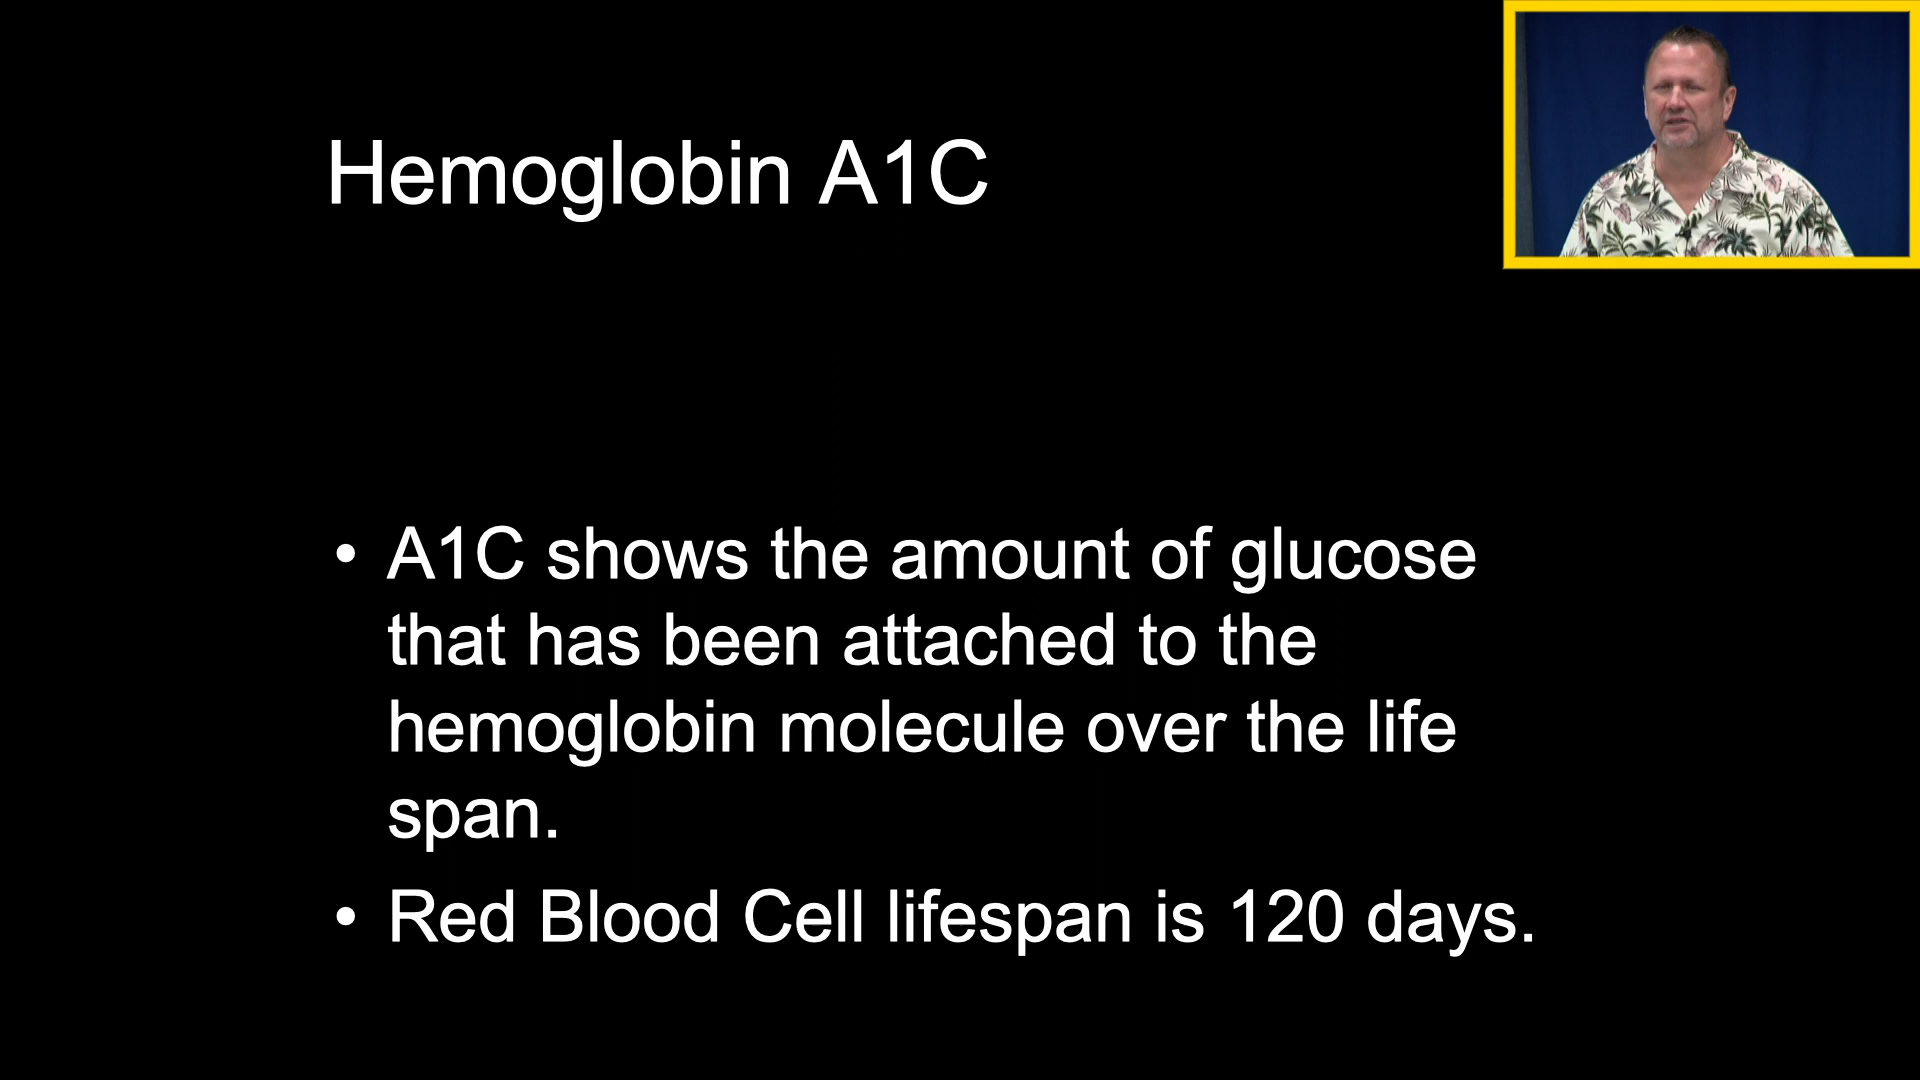 Hemoglobin A1C
• A1C shows the amount of glucose
that has been attached to the
hemoglobin molecule over the life
span.
• Red Blood Cell lifespan is 120 days.